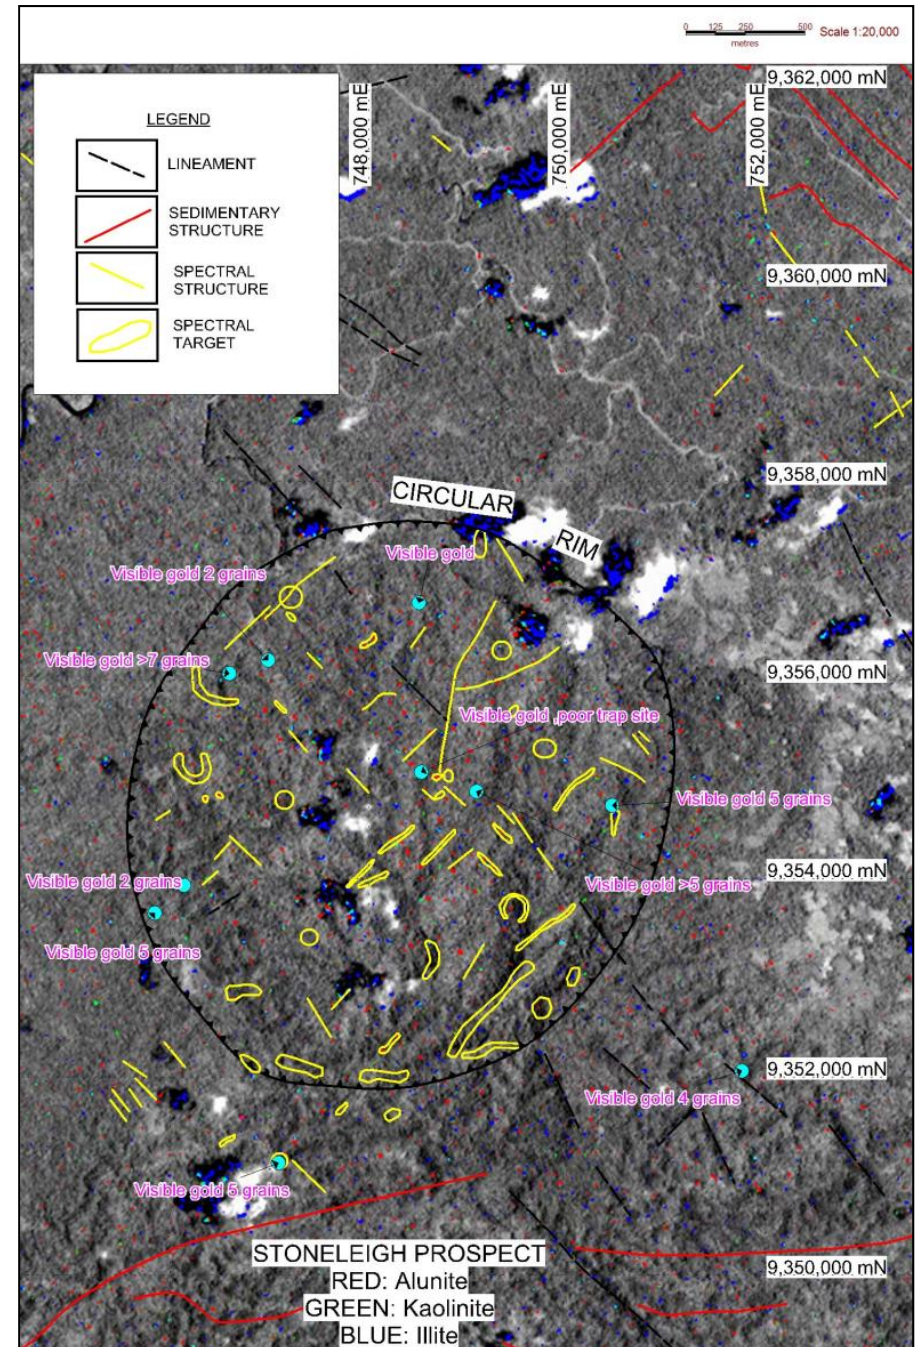 0 125 250 500 Scale 1:20,000
metres
9,362,000 mN
748,000 mE
750,000 mE
752,000 mE
LEGEND
LINEAMENT
SEDIMENTARY
STRUCTURE
SPECTRAL
STRUCTURE
SPECTRAL
TARGET
9,360,000 mN
9,358,000 mN
CIRCULAR
RIM
Visible gold
Visible gold 2 grains
Visible gold >7 grains
9,356,000 mN
Visible gold ,poor trap site
Visible gold 5 grains
9,354,000 mN
Visible gold 2 grains
Visible gold >5 grains
Visible gold 5 grains
9,352,000 mN
Visible gold 4 grains
Visible gold 5 grains
STONELEIGH PROSPECT
RED: Alunite
GREEN: Kaolinite
BLUE: Illite
9,350,000 mN